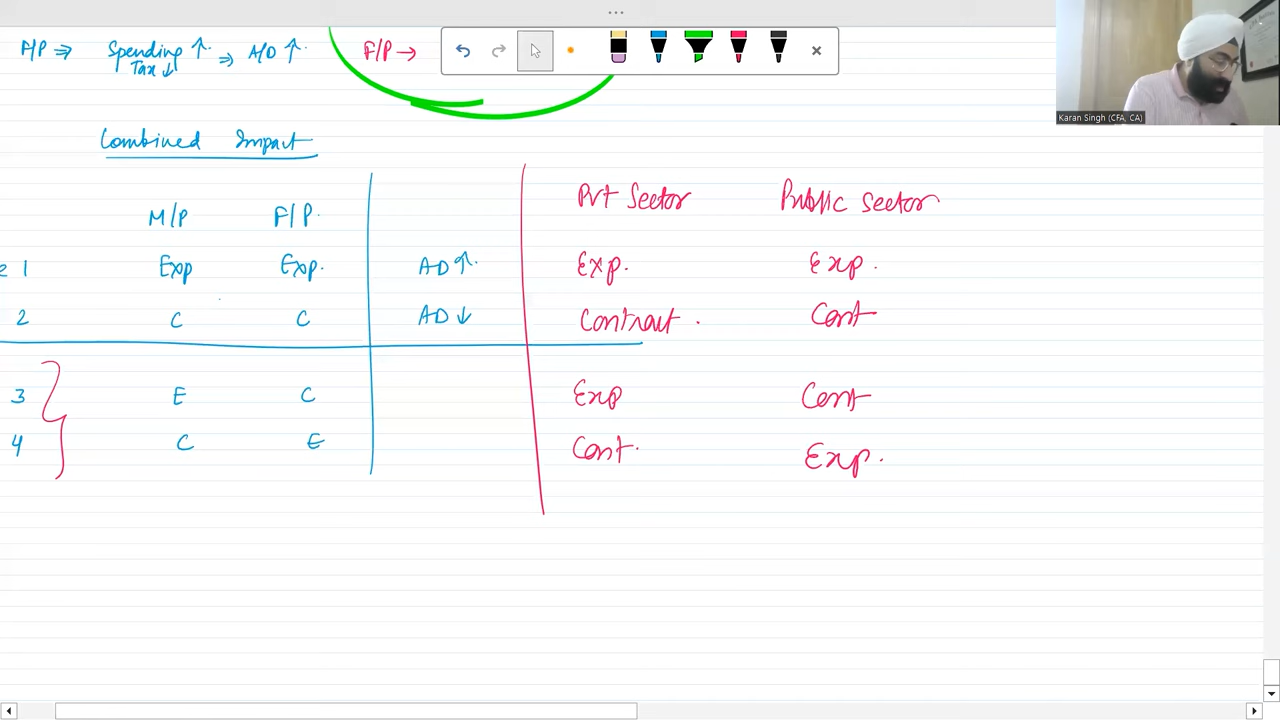 F/P ⇒ Spending ↑ ⇒ A/D ↑ F/P →
Tax ↓
Karan Singh (CFA, CA)
Combined Impact
Pvt Sector Public Sector
M/P F/P.
e 1 Exp Exp. AD ↑. Exp. Exp.
2 C C AD ↓ Contract. Cont
3 E C Exp Cont
4 C E Cont. Exp.